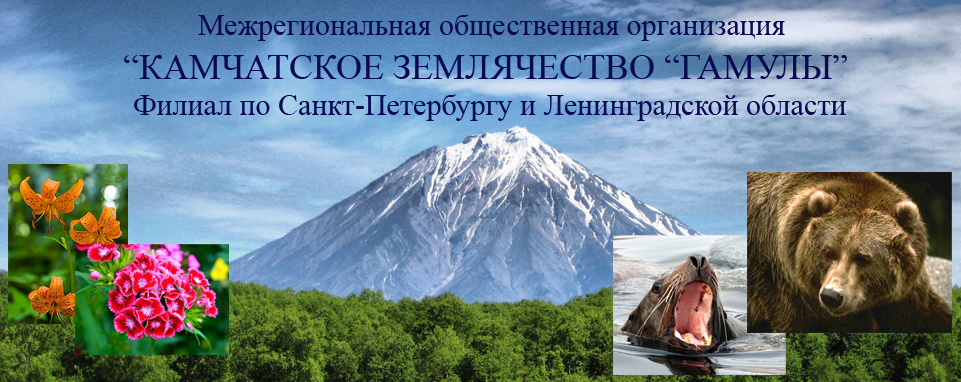 Межрегиональная общественная организация
“КАМЧАТСКОЕ ЗЕМЛЯЧЕСТВО “ГАМУЛЫ”
Филиал по Санкт-Петербургу и Ленинградской области